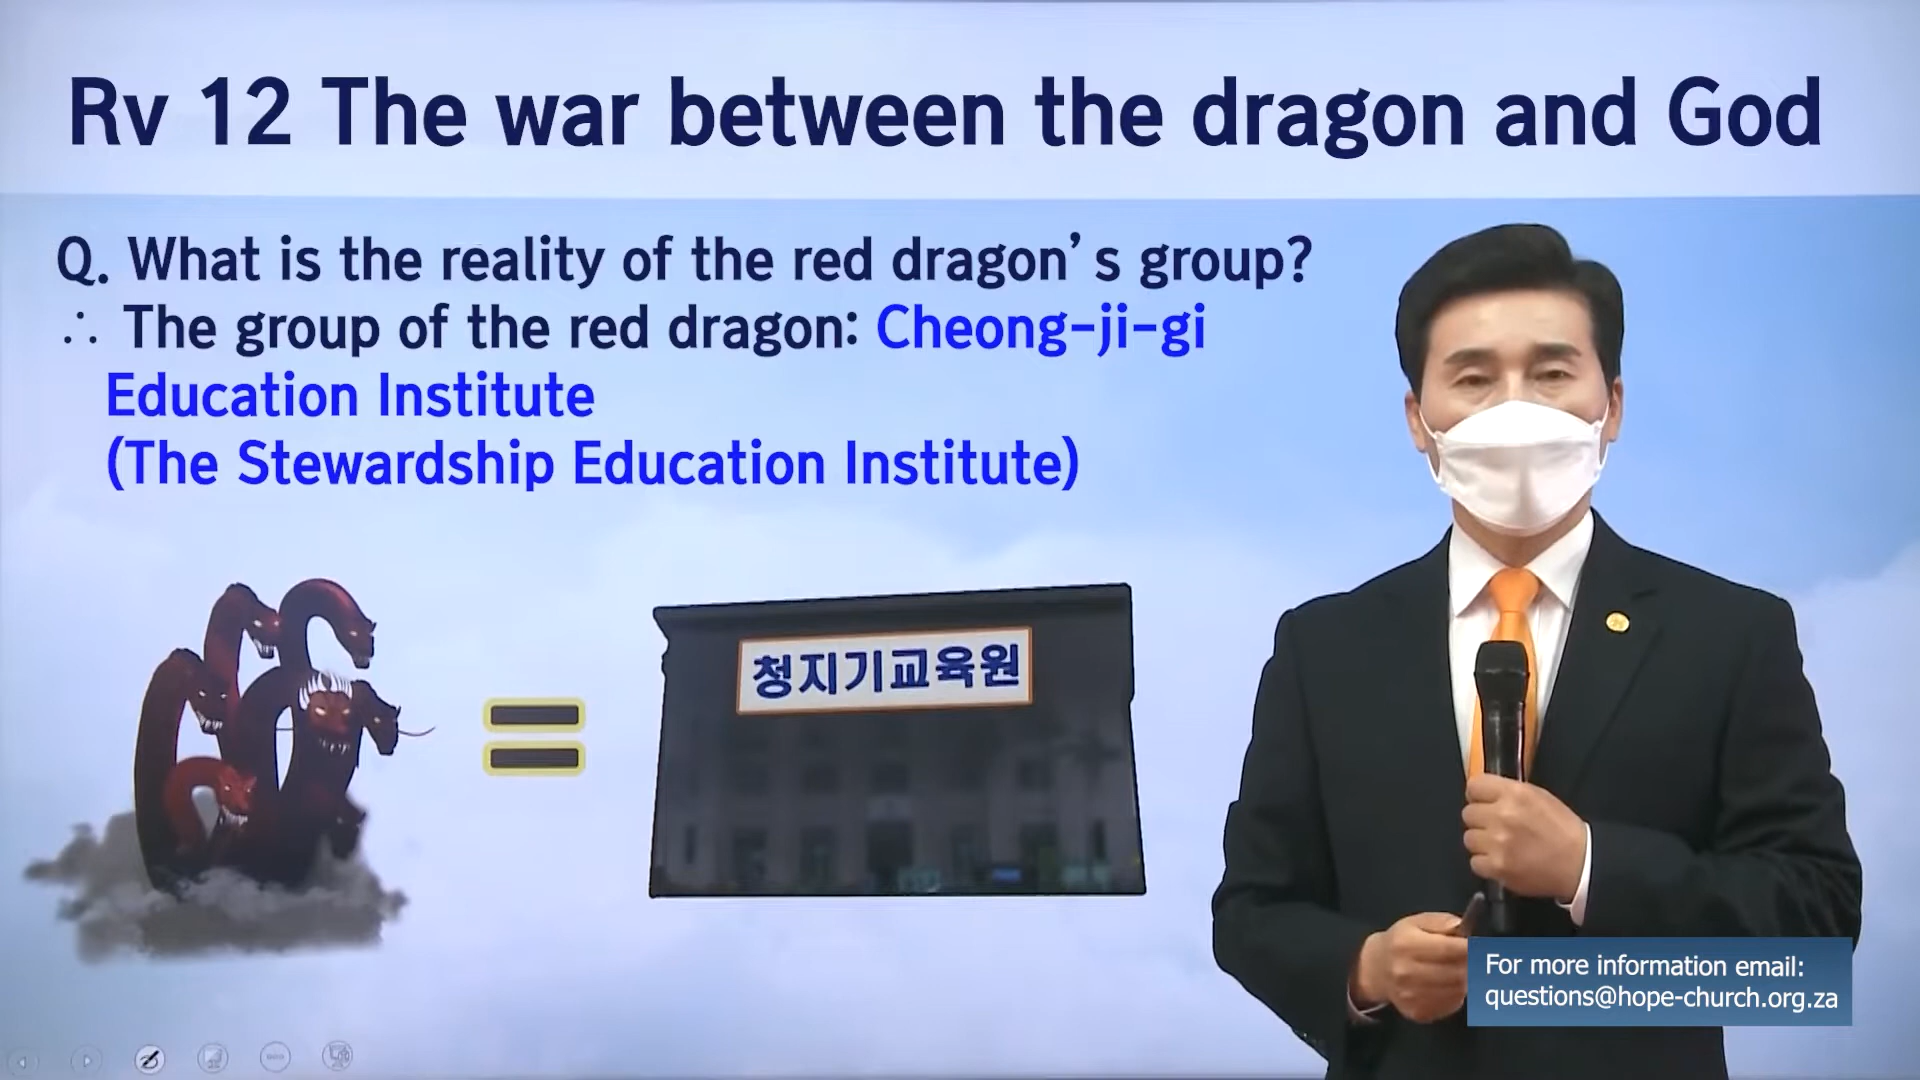 Rv 12 The war between the dragon and God
Q. What is the reality of the red dragon's group?
∴ The group of the red dragon: Cheong-ji-gi
Education Institute
(The Stewardship Education Institute)
청지기교육원
For more information email:
questions@hope-church.org.za